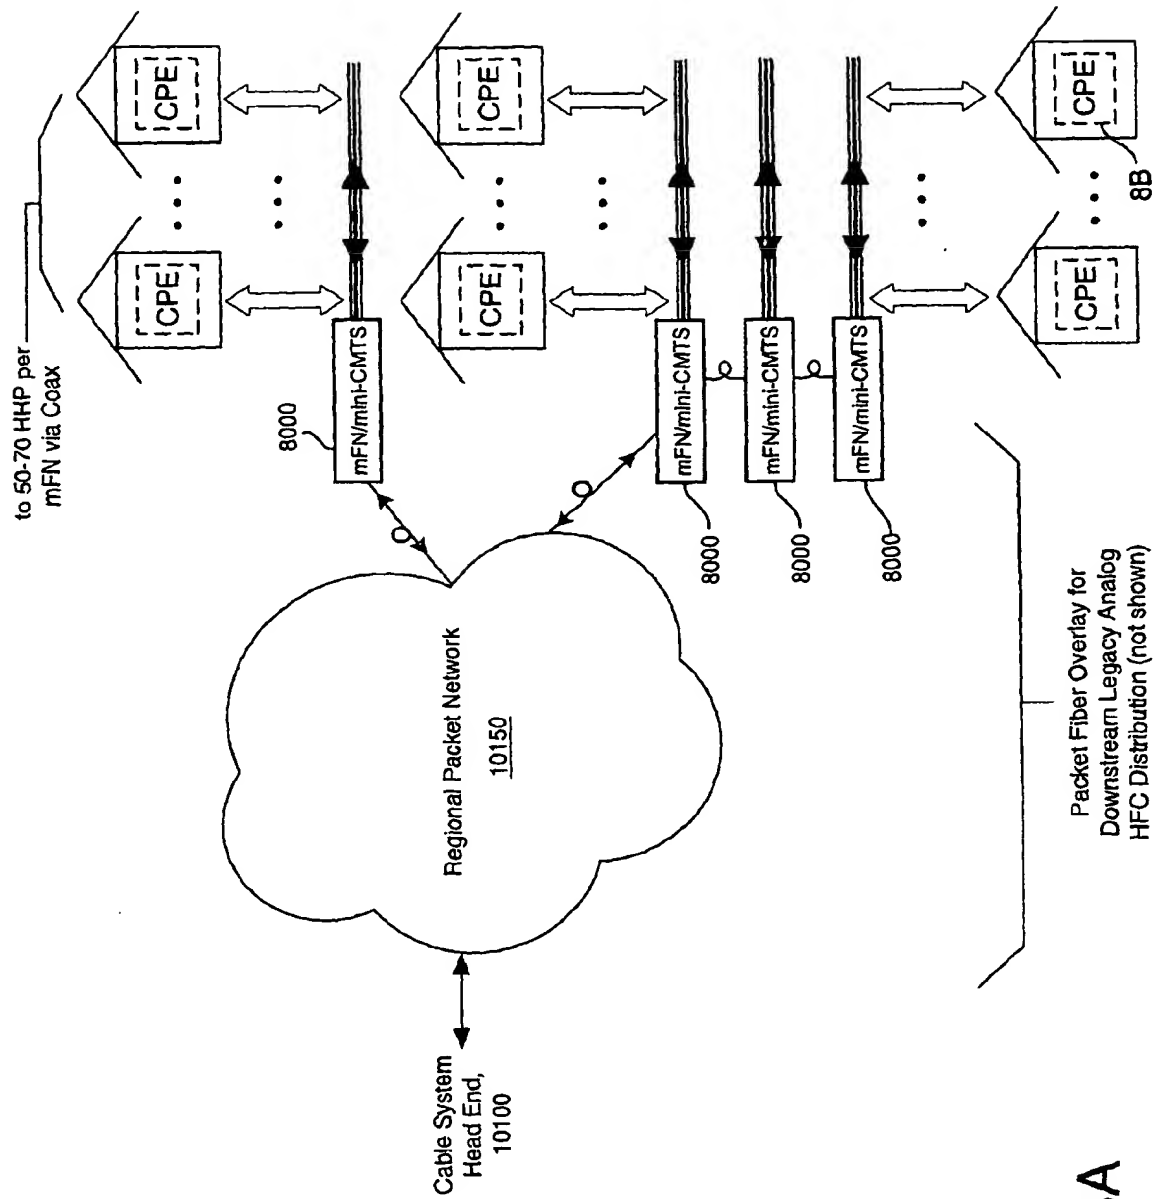 to 50-70 HHP per
mFN via Coax
CPE
CPE
8000
mFN/mini-CMTS
CPE
CPE
mFN/mini-CMTS
mFN/mini-CMTS
mFN/mini-CMTS
8000
8000
8000
CPE
CPE
8B
Regional Packet Network
10150
Cable System
Head End,
10100
Packet Fiber Overlay for
Downstream Legacy Analog
HFC Distribution (not shown)
A